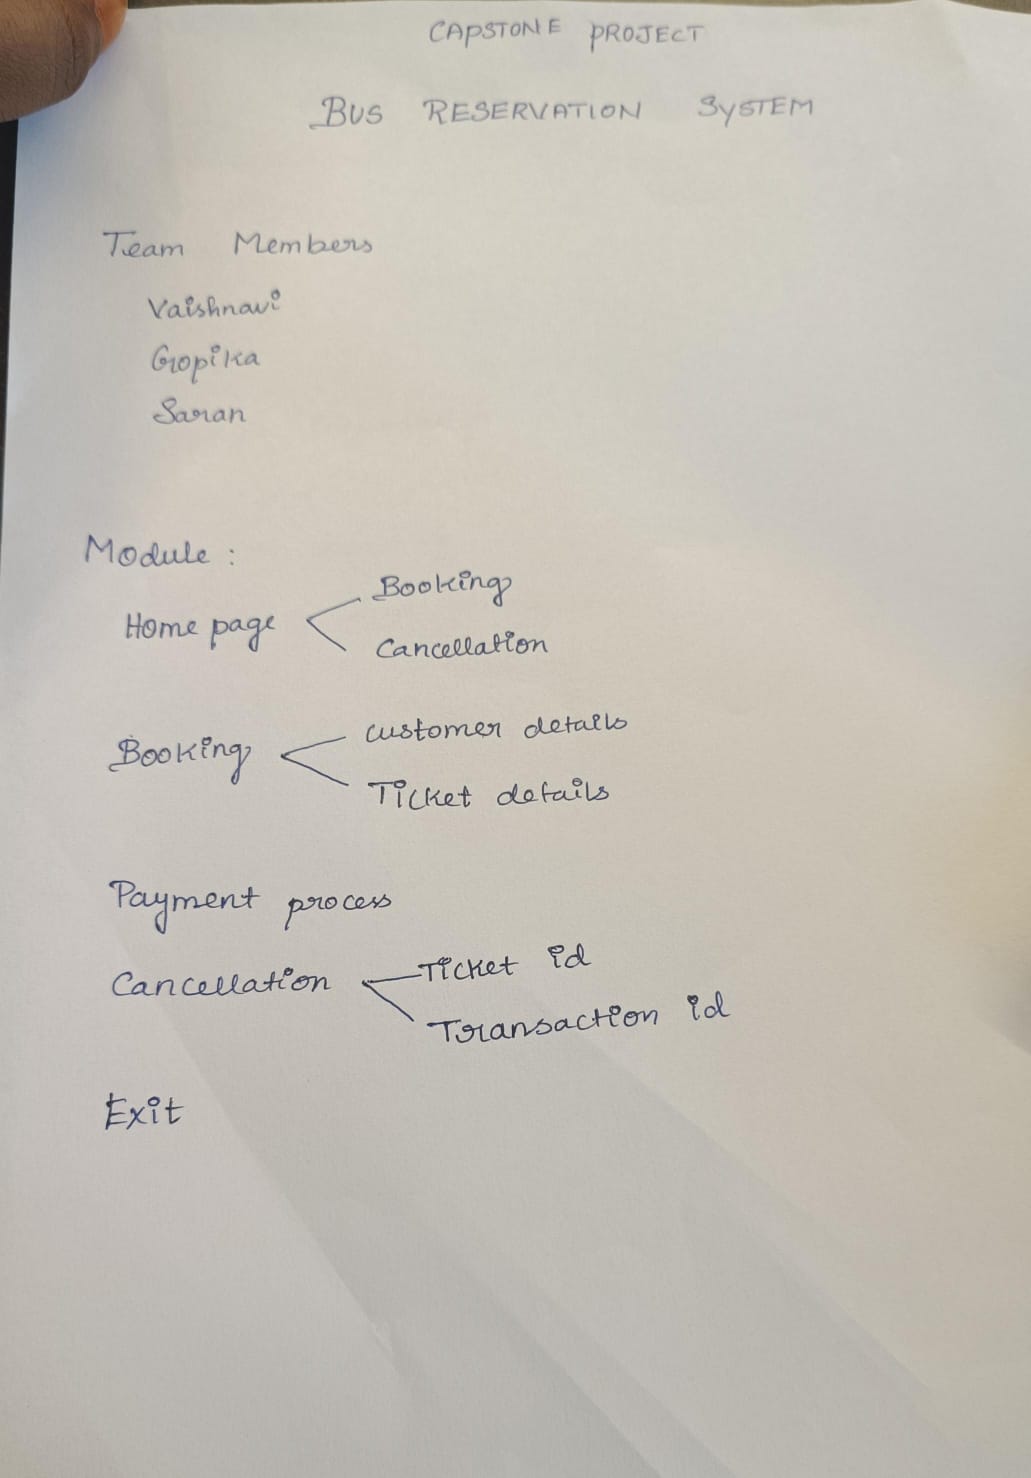 CAPSTONE PROJECT
BUS RESERVATION SYSTEM
Team Members
Vaishnavi
Gopika
Saran
Module :
Booking
Home page
Cancellation
customer details
Booking
Ticket details
Payment process
Ticket id
Cancellation
Transaction id
Exit